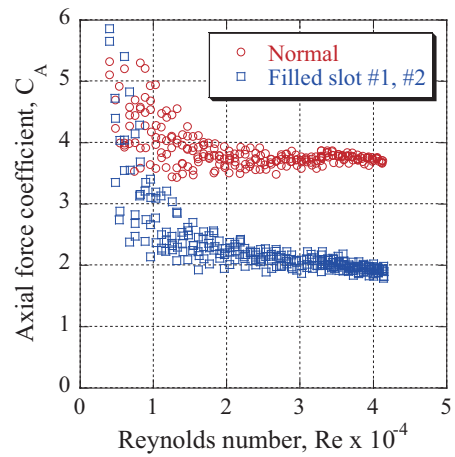 Axial force coefficient, C_A
6
5
4
3
2
1
0
Normal
Filled slot #1, #2
0 1 2 3 4 5
Reynolds number, Re x 10⁻⁴